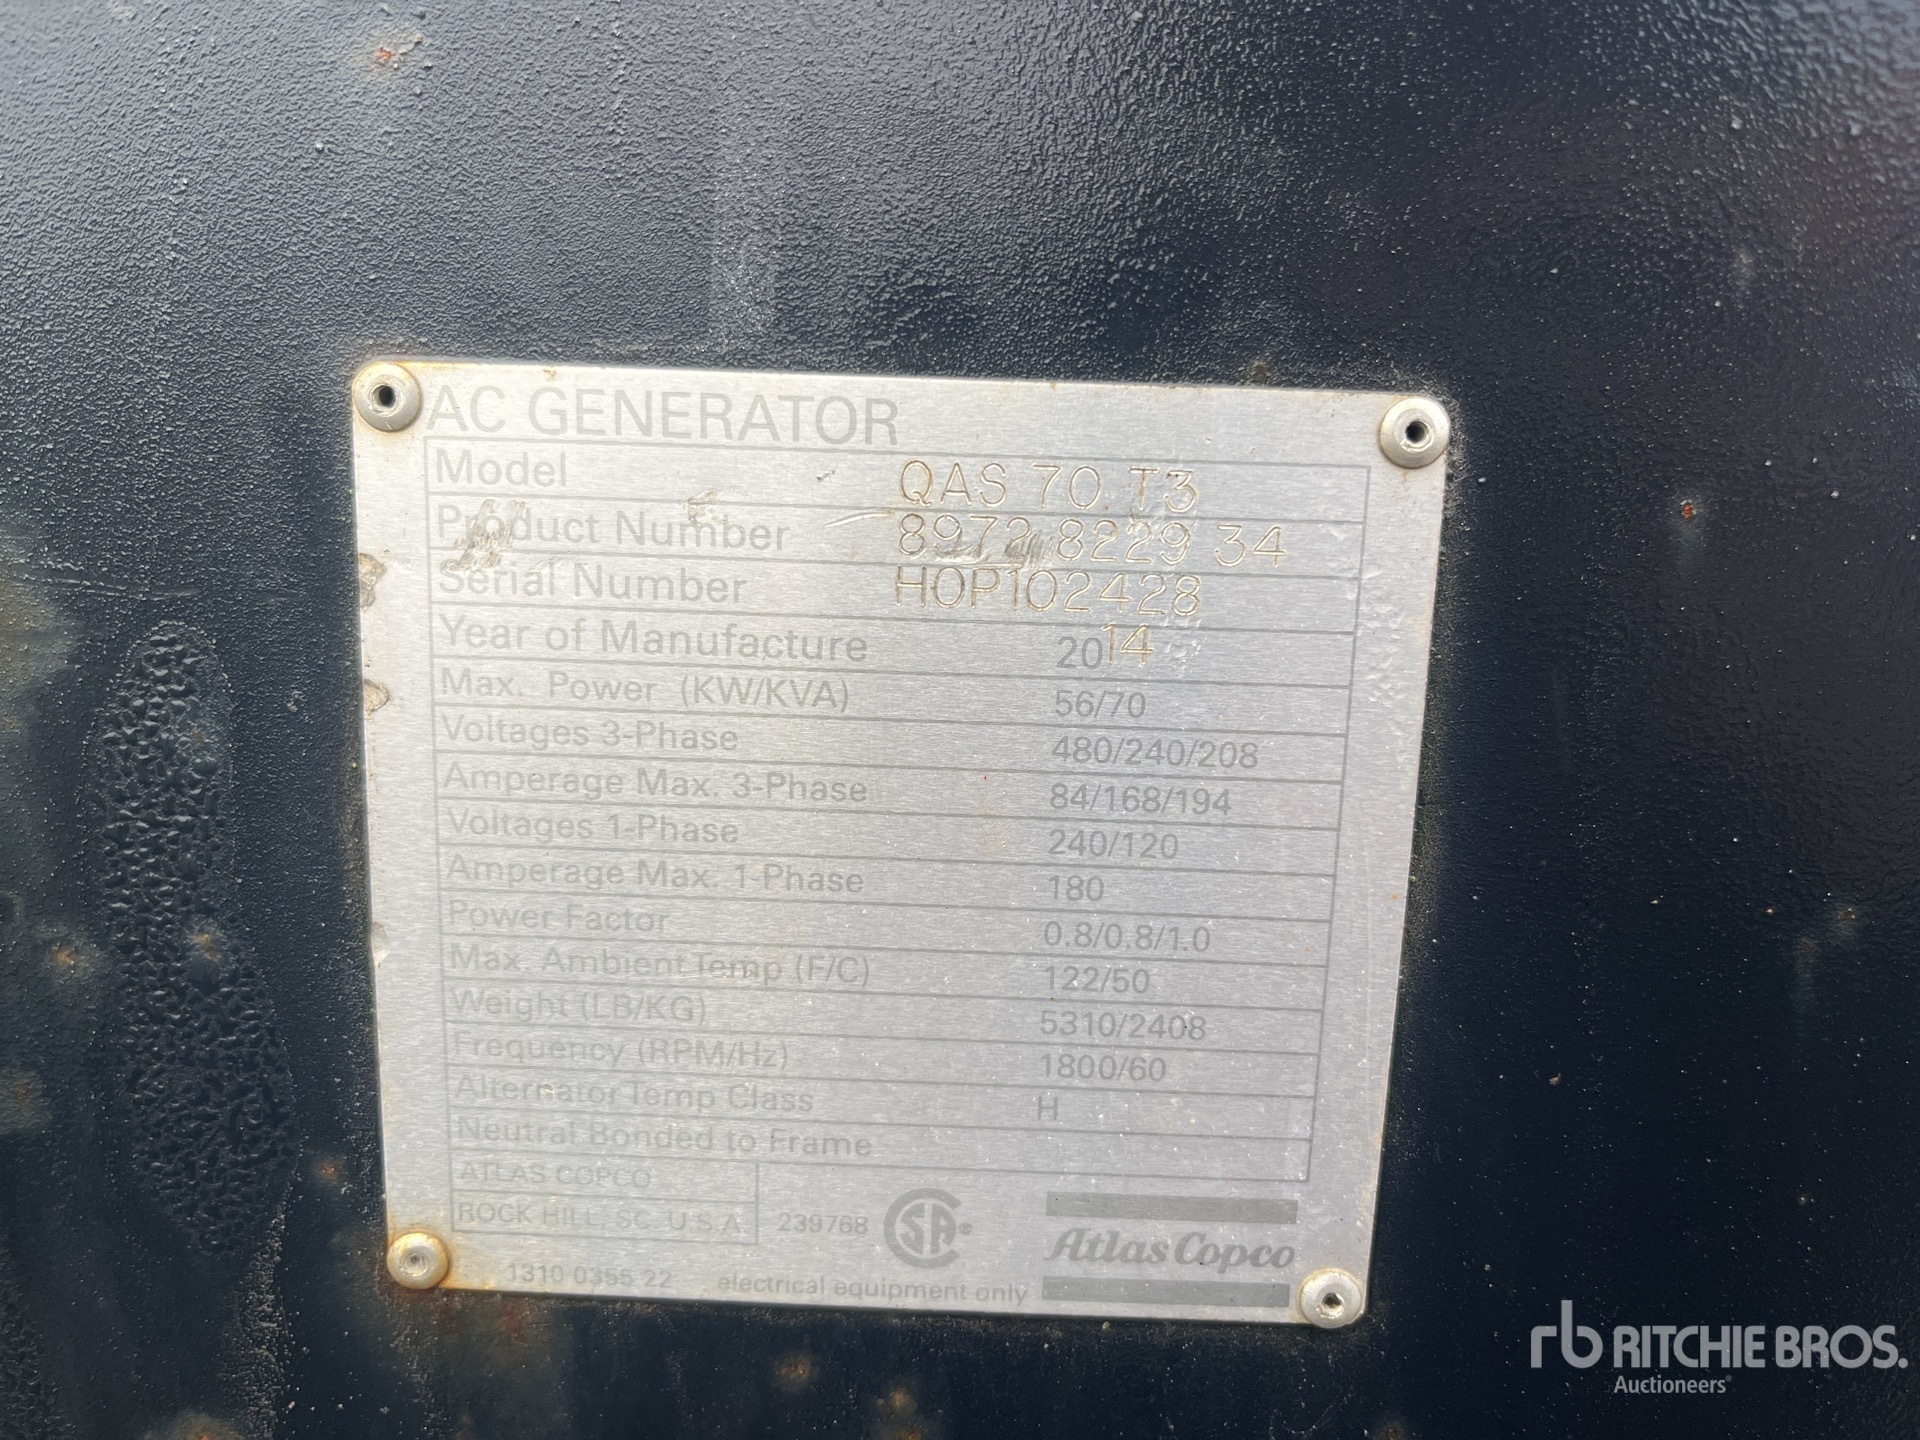 AC GENERATOR
Model QAS 70 T3
Product Number 8972 8229 34
Serial Number HOP102428
Year of Manufacture 2014
Max. Power (KW/KVA) 56/70
Voltages 3-Phase 480/240/208
Amperage Max. 3-Phase 84/168/194
Voltages 1-Phase 240/120
Amperage Max. 1-Phase 180
Power Factor 0.8/0.8/1.0
Max. Ambient Temp (F/C) 122/50
Weight (LB/KG) 5310/2408
Frequency (RPM/Hz) 1800/60
Alternator Temp Class H
Neutral Bonded to Frame
ATLAS COPCO
ROCK HILL, SC. U.S.A
239768
SA®
Atlas Copco
1310 0355 22
electrical equipment only
rb RITCHIE BROS.
Auctioneers®